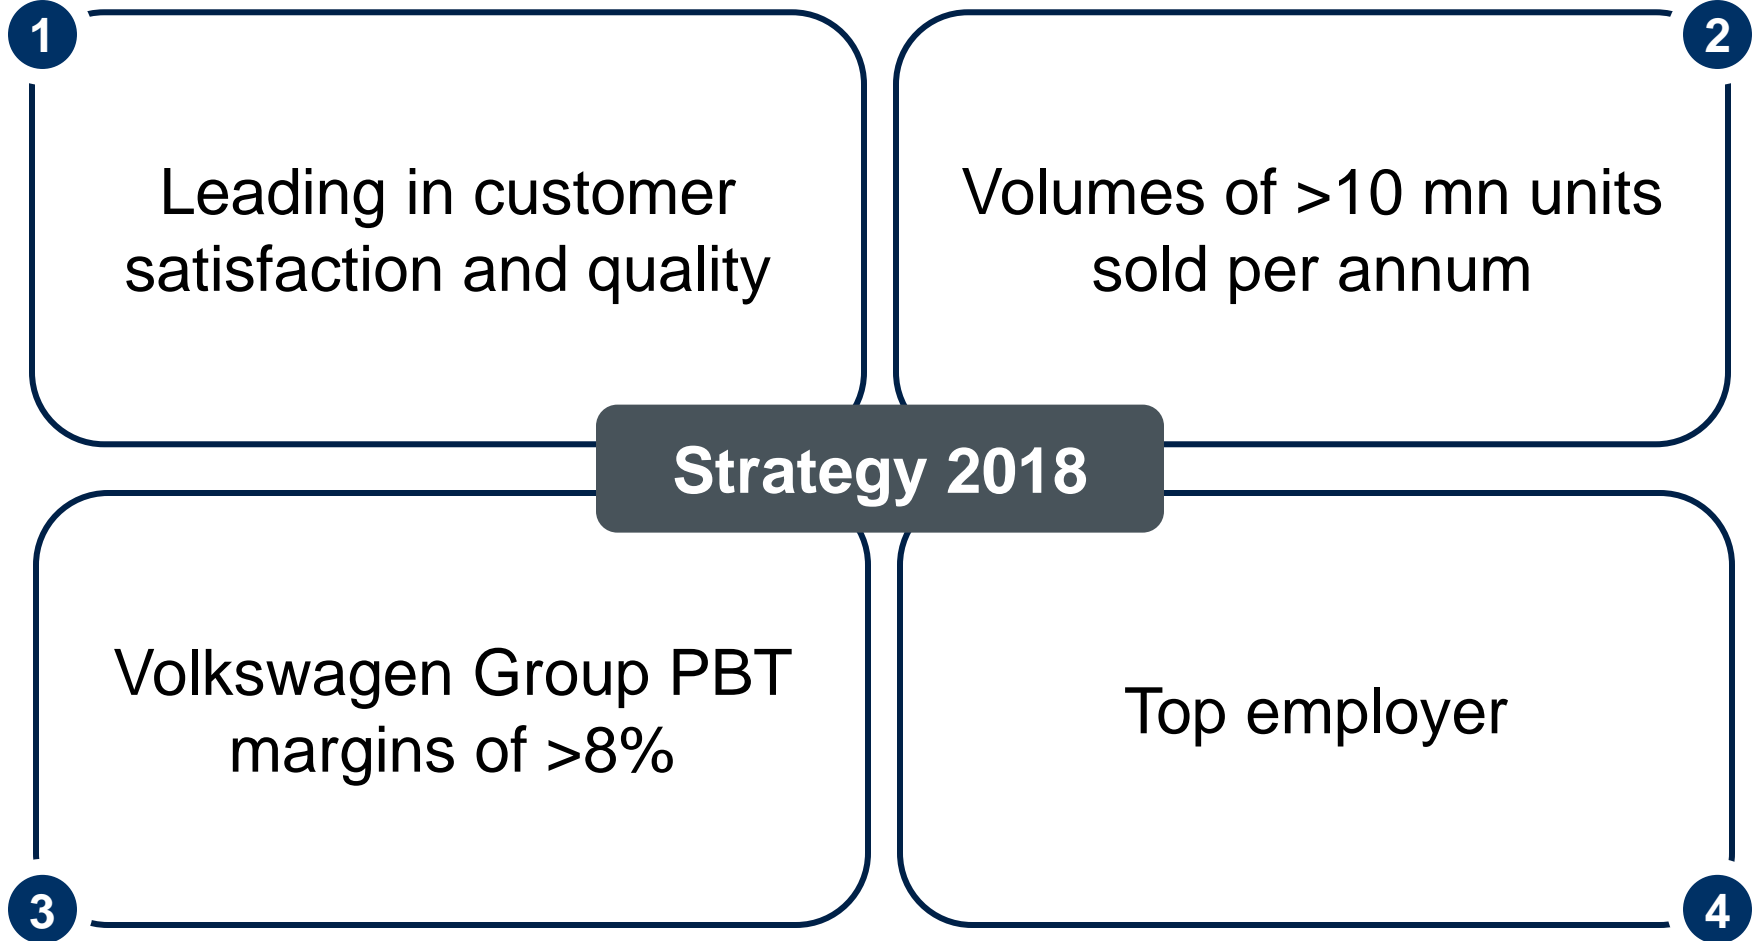 1
Leading in customer
satisfaction and quality
2
Volumes of >10 mn units
sold per annum
Strategy 2018
Volkswagen Group PBT
margins of >8%
3
Top employer
4